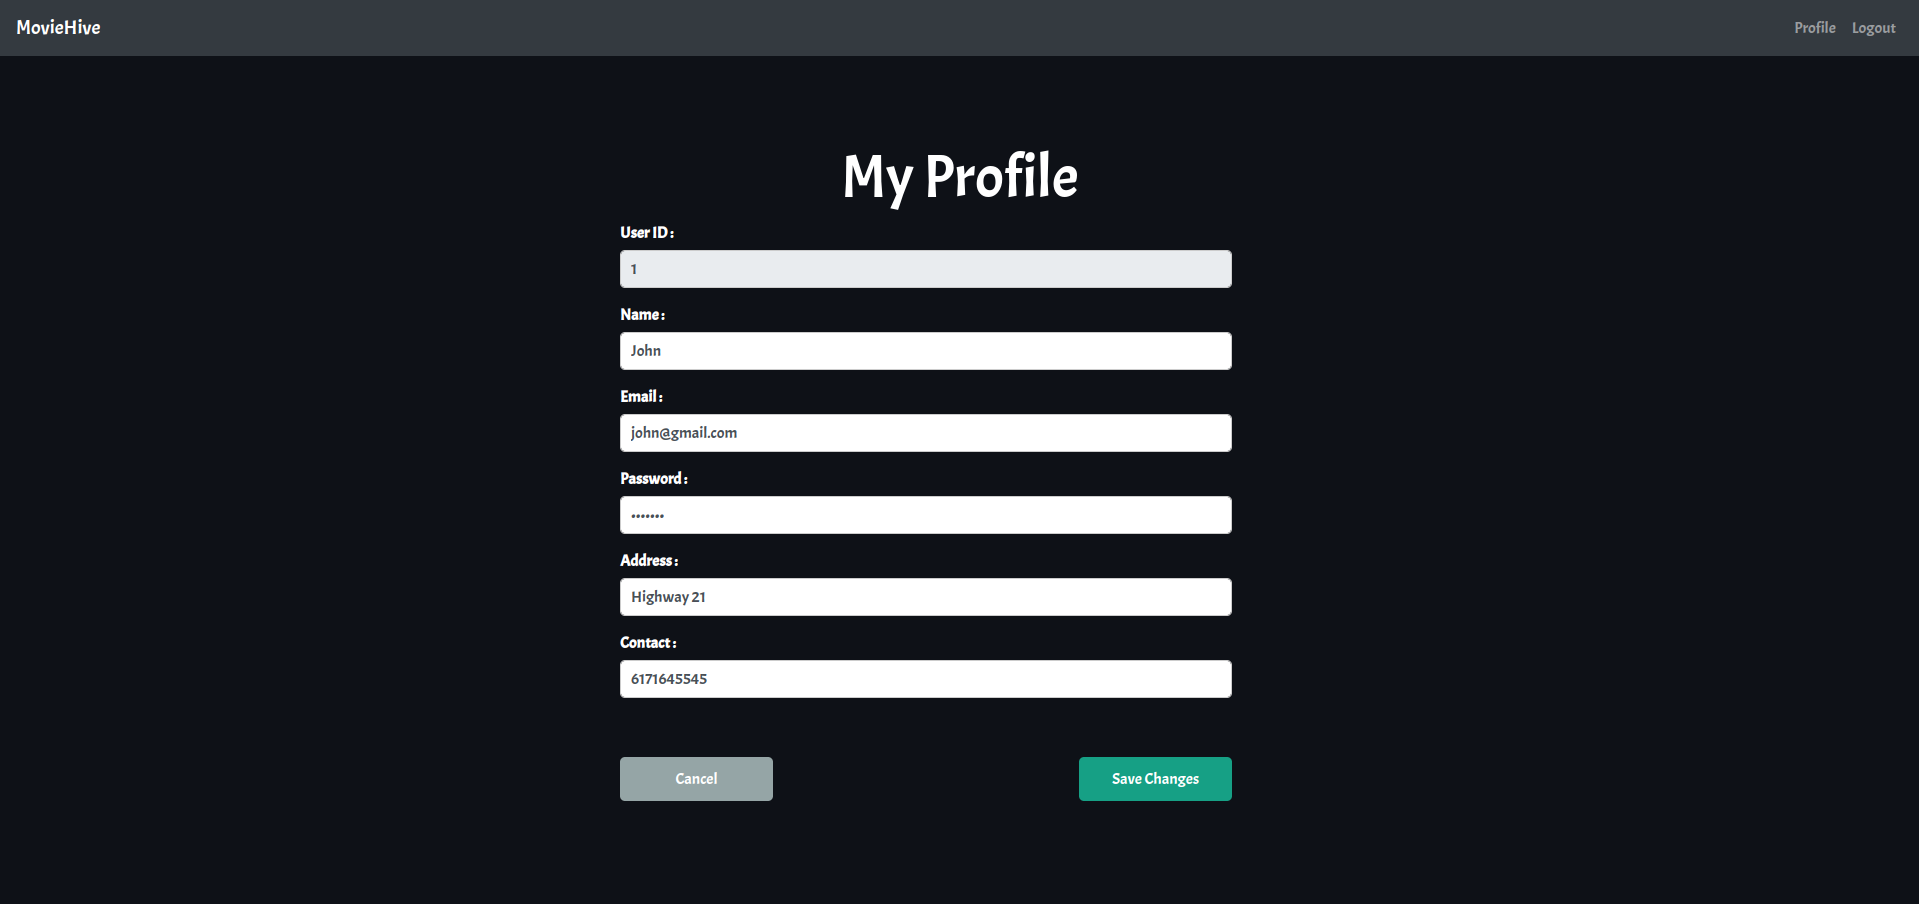 MovieHive Profile Logout
My Profile
User ID :
1
Name :
John
Email :
john@gmail.com
Password :
•••••••
Address :
Highway 21
Contact :
6171645545
Cancel Save Changes